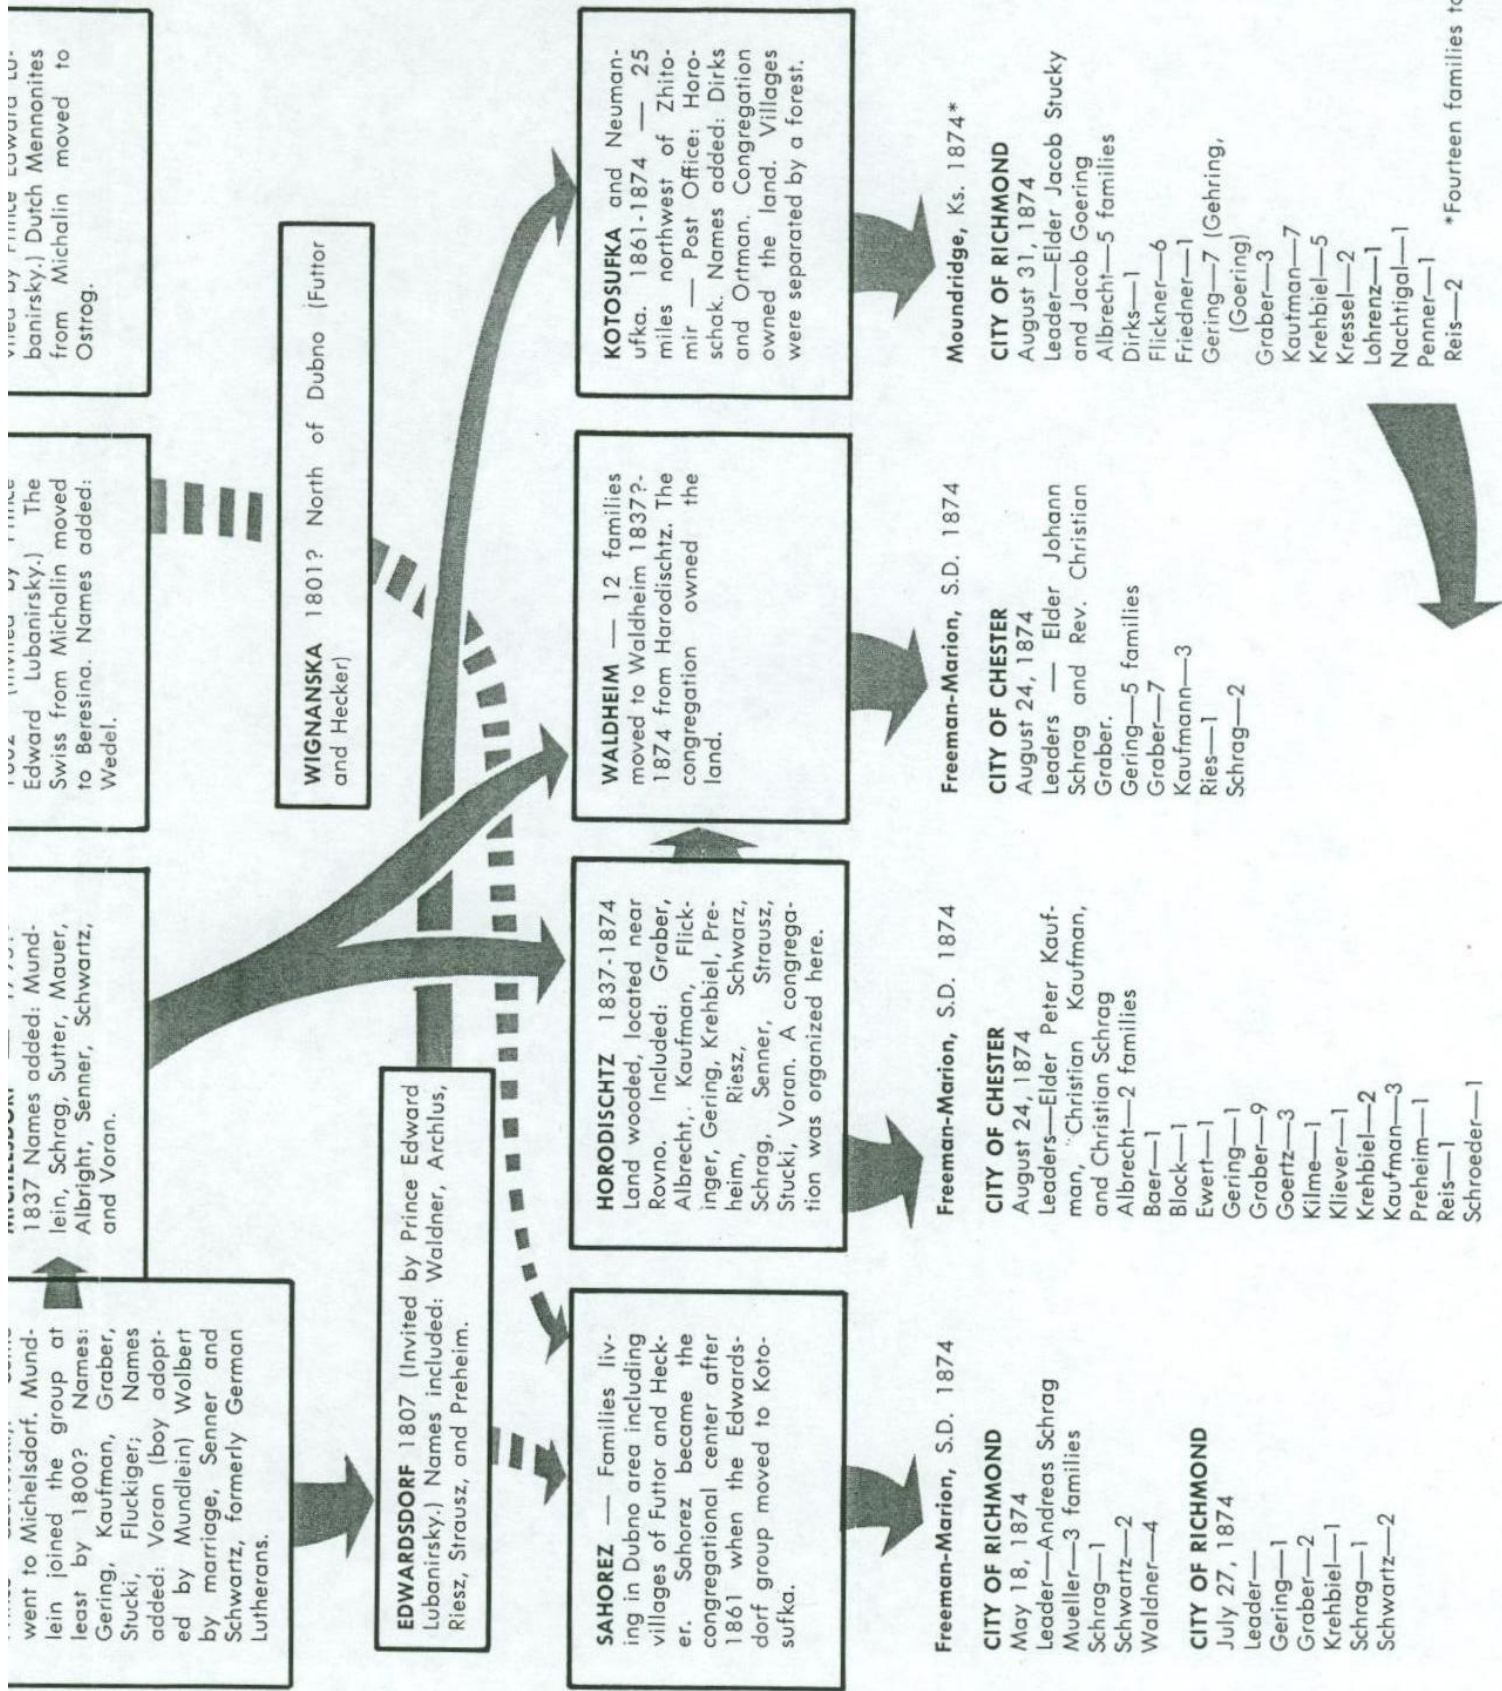 went to Michelsdorf. Mund-
lein joined the group at
least by 1800? Names:
Gering, Kaufman, Graber,
Stucki, Fluckiger; Names
added: Voran (boy adopt-
ed by Mundlein) Wolbert
by marriage, Senner and
Schwartz, formerly German
Lutherans.
1837 Names added: Mund-
lein, Schrag, Sutter, Mauer,
Albright, Senner, Schwartz,
and Voran.
Edward Lubanirsky.) The
Swiss from Michalin moved
to Beresina. Names added:
Wedel.
banirsky.) Dutch Mennonites
from Michalin moved to
Ostrog.
WIGNANSKA 1801? North of Dubno (Futtor
and Hecker)
EDWARDSDORF 1807 (Invited by Prince Edward
Lubanirsky.) Names included: Waldner, Archlus,
Riesz, Strausz, and Preheim.
SAHOREZ — Families liv-
ing in Dubno area including
villages of Futtor and Heck-
er. Sahorez became the
congregational center after
1861 when the Edwards-
dorf group moved to Koto-
sufka.
HORODISCHTZ 1837-1874
Land wooded, located near
Rovno. Included: Graber,
Albrecht, Kaufman, Flick-
inger, Gering, Krehbiel, Pre-
heim, Riesz, Schwarz,
Schrag, Senner, Strausz,
Stucki, Voran. A congrega-
tion was organized here.
WALDHEIM — 12 families
moved to Waldheim 1837?-
1874 from Harodischtz. The
congregation owned the
land.
KOTOSUFKA and Neuman-
ufka. 1861-1874 — 25
miles northwest of Zhito-
mir — Post Office: Horo-
schak. Names added: Dirks
and Ortman. Congregation
owned the land. Villages
were separated by a forest.
Freeman-Marion, S.D. 1874
CITY OF RICHMOND
May 18, 1874
Leader—Andreas Schrag
Mueller—3 families
Schrag—1
Schwartz—2
Waldner—4
CITY OF RICHMOND
July 27, 1874
Leader—
Gering—1
Graber—2
Krehbiel—1
Schrag—1
Schwartz—2
Freeman-Marion, S.D. 1874
CITY OF CHESTER
August 24, 1874
Leaders—Elder Peter Kauf-
man, Christian Kaufman,
and Christian Schrag
Albrecht—2 families
Baer—1
Block—1
Ewert—1
Gering—1
Graber—9
Goertz—3
Kilme—1
Kliever—1
Krehbiel—2
Kaufman—3
Preheim—1
Reis—1
Schroeder—1
Freeman-Marion, S.D. 1874
CITY OF CHESTER
August 24, 1874
Leaders — Elder Johann
Schrag and Rev. Christian
Graber.
Gering—5 families
Graber—7
Kaufmann—3
Ries—1
Schrag—2
Moundridge, Ks. 1874*
CITY OF RICHMOND
August 31, 1874
Leader—Elder Jacob Stucky
and Jacob Goering
Albrecht—5 families
Dirks—1
Flickner—6
Friedner—1
Gering—7 (Gehring,
(Goering)
Graber—3
Kautman—7
Krehbiel—5
Kressel—2
Lohrenz—1
Nachtigal—1
Penner—1
Reis—2
*Fourteen families to